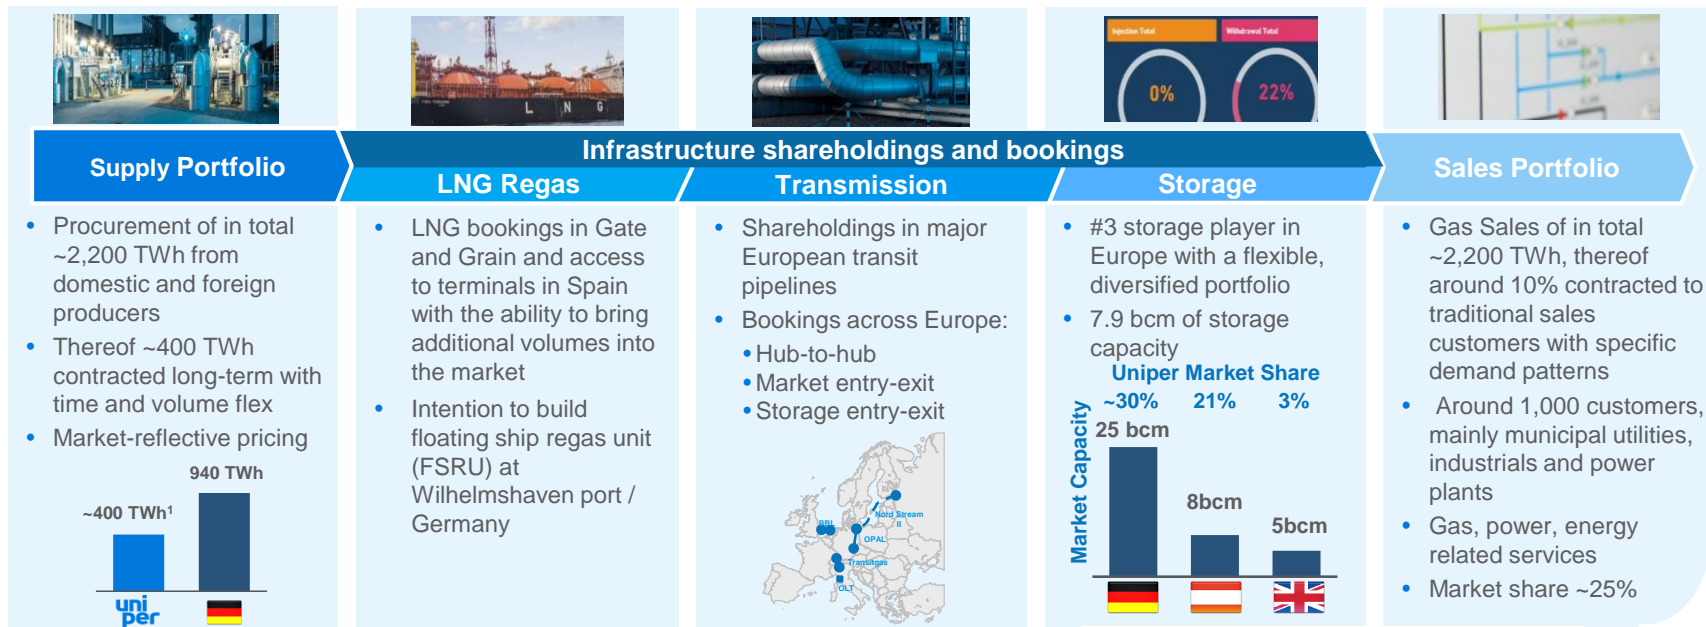 Injection Total
Withdrawal Total
0%
22%
L N G
Supply Portfolio
Infrastructure shareholdings and bookings
LNG Regas
Transmission
Storage
Sales Portfolio
• Procurement of in total
~2,200 TWh from
domestic and foreign
producers
• Thereof ~400 TWh
contracted long-term with
time and volume flex
• Market-reflective pricing
940 TWh
~400 TWh¹
uni
per
• LNG bookings in Gate
and Grain and access
to terminals in Spain
with the ability to bring
additional volumes into
the market
• Intention to build
floating ship regas unit
(FSRU) at
Wilhelmshaven port /
Germany
• Shareholdings in major
European transit
pipelines
• Bookings across Europe:
• Hub-to-hub
• Market entry-exit
• Storage entry-exit
BBL
Nord Stream
II
OPAL
Transitgas
OLT
• #3 storage player in
Europe with a flexible,
diversified portfolio
• 7.9 bcm of storage
capacity
Uniper Market Share
~30% 21% 3%
Market Capacity
25 bcm
8bcm
5bcm
• Gas Sales of in total
~2,200 TWh, thereof
around 10% contracted to
traditional sales
customers with specific
demand patterns
• Around 1,000 customers,
mainly municipal utilities,
industrials and power
plants
• Gas, power, energy
related services
• Market share ~25%